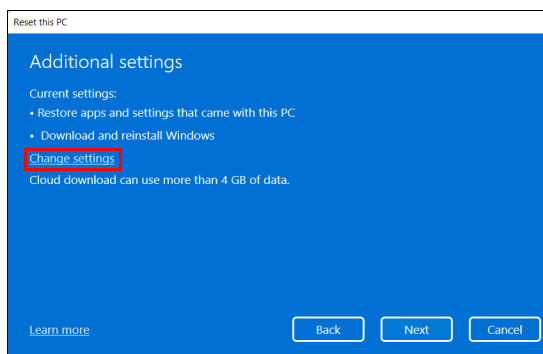 Reset this PC
Additional settings
Current settings:
• Restore apps and settings that came with this PC
• Download and reinstall Windows
Change settings
Cloud download can use more than 4 GB of data.
Learn more
Back
Next
Cancel